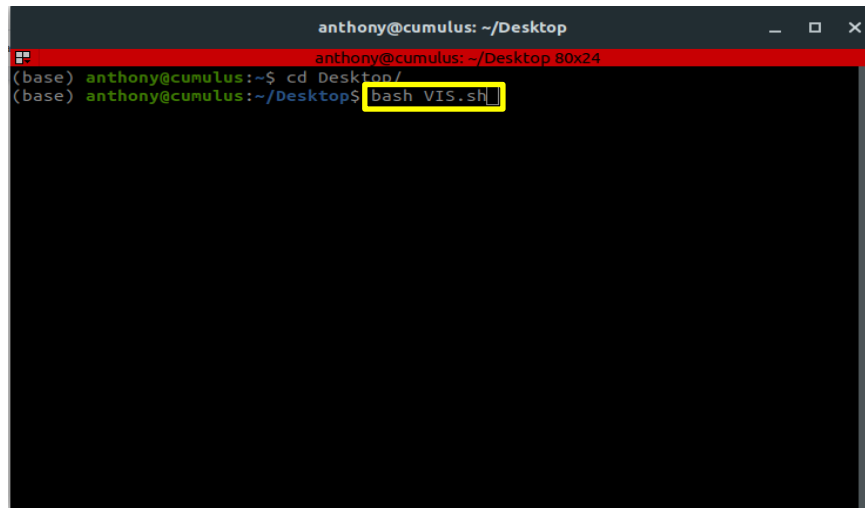 anthony@cumulus: ~/Desktop
anthony@cumulus: ~/Desktop 80x24
(base) anthony@cumulus:~$ cd Desktop/
(base) anthony@cumulus:~/Desktop$ bash VIS.sh